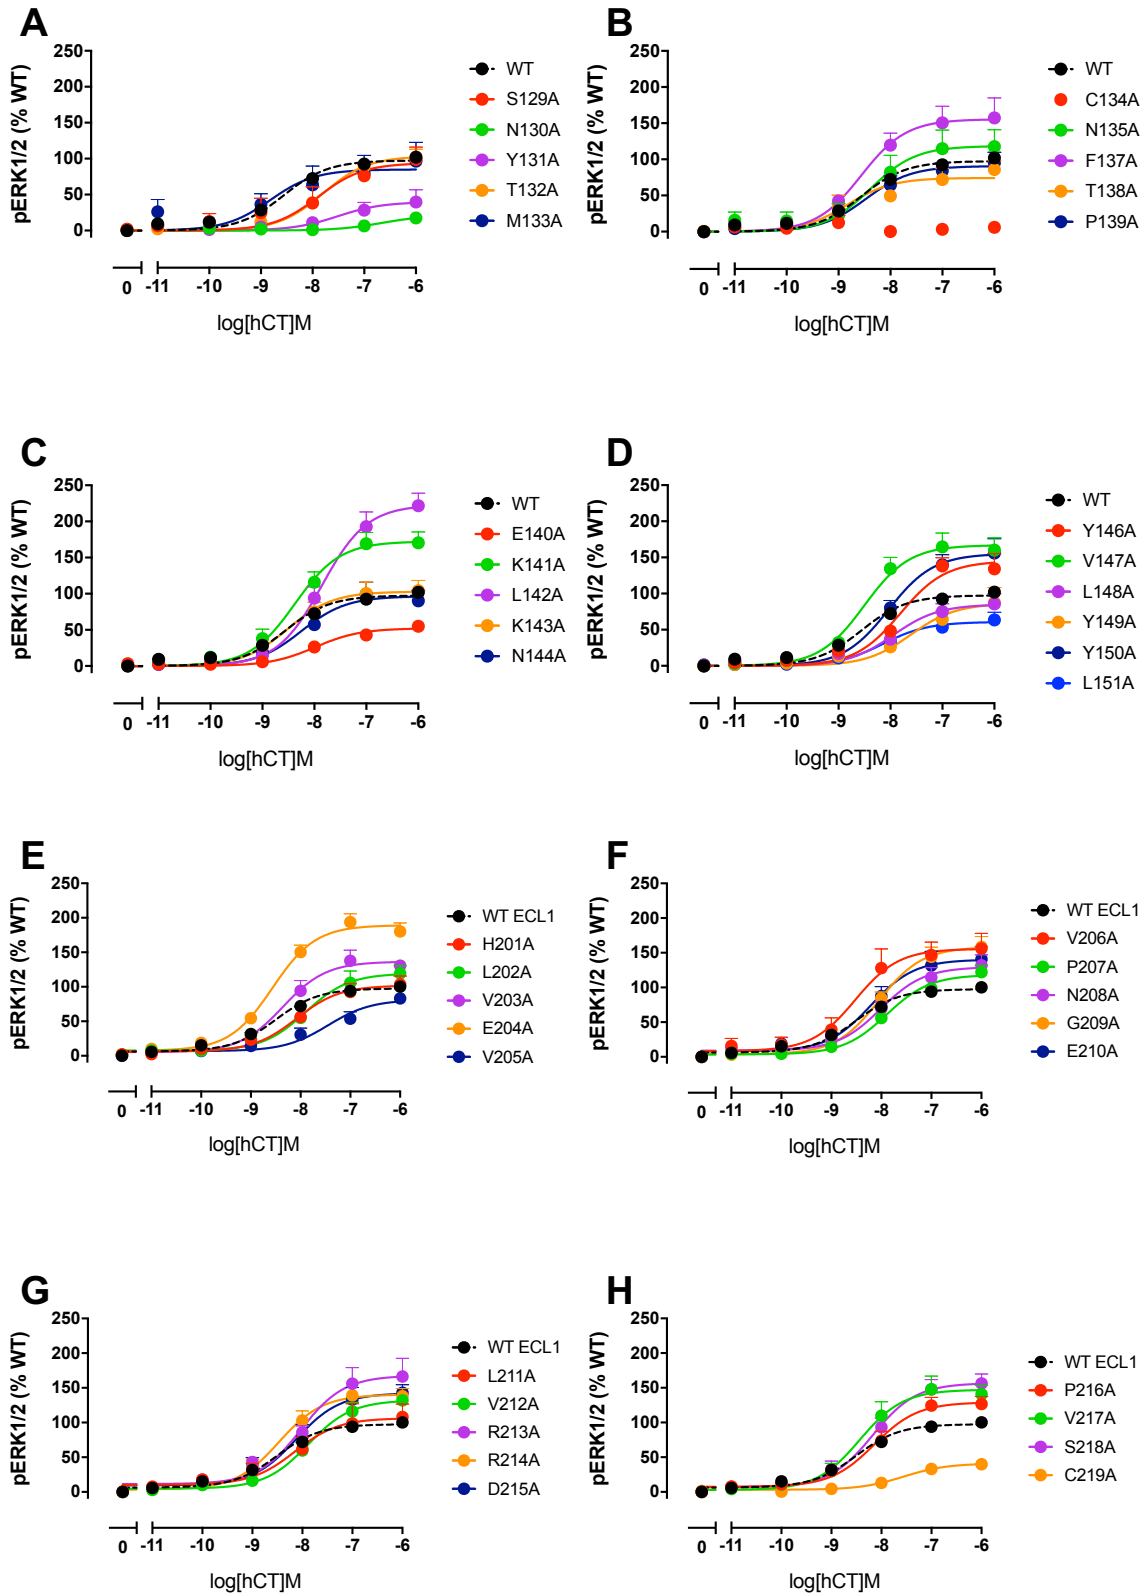 A
pERK1/2 (% WT)
250
200
150
100
50
0
0 -11 -10 -9 -8 -7 -6
log[hCT]M
WT
S129A
N130A
Y131A
T132A
M133A
B
pERK1/2 (% WT)
250
200
150
100
50
0
0 -11 -10 -9 -8 -7 -6
log[hCT]M
WT
C134A
N135A
F137A
T138A
P139A
C
pERK1/2 (% WT)
250
200
150
100
50
0
0 -11 -10 -9 -8 -7 -6
log[hCT]M
WT
E140A
K141A
L142A
K143A
N144A
D
pERK1/2 (% WT)
250
200
150
100
50
0
0 -11 -10 -9 -8 -7 -6
log[hCT]M
WT
Y146A
V147A
L148A
Y149A
Y150A
L151A
E
pERK1/2 (% WT)
250
200
150
100
50
0
0 -11 -10 -9 -8 -7 -6
log[hCT]M
WT ECL1
H201A
L202A
V203A
E204A
V205A
F
pERK1/2 (% WT)
250
200
150
100
50
0
0 -11 -10 -9 -8 -7 -6
log[hCT]M
WT ECL1
V206A
P207A
N208A
G209A
E210A
G
pERK1/2 (% WT)
250
200
150
100
50
0
0 -11 -10 -9 -8 -7 -6
log[hCT]M
WT ECL1
L211A
V212A
R213A
R214A
D215A
H
pERK1/2 (% WT)
250
200
150
100
50
0
0 -11 -10 -9 -8 -7 -6
log[hCT]M
WT ECL1
P216A
V217A
S218A
C219A